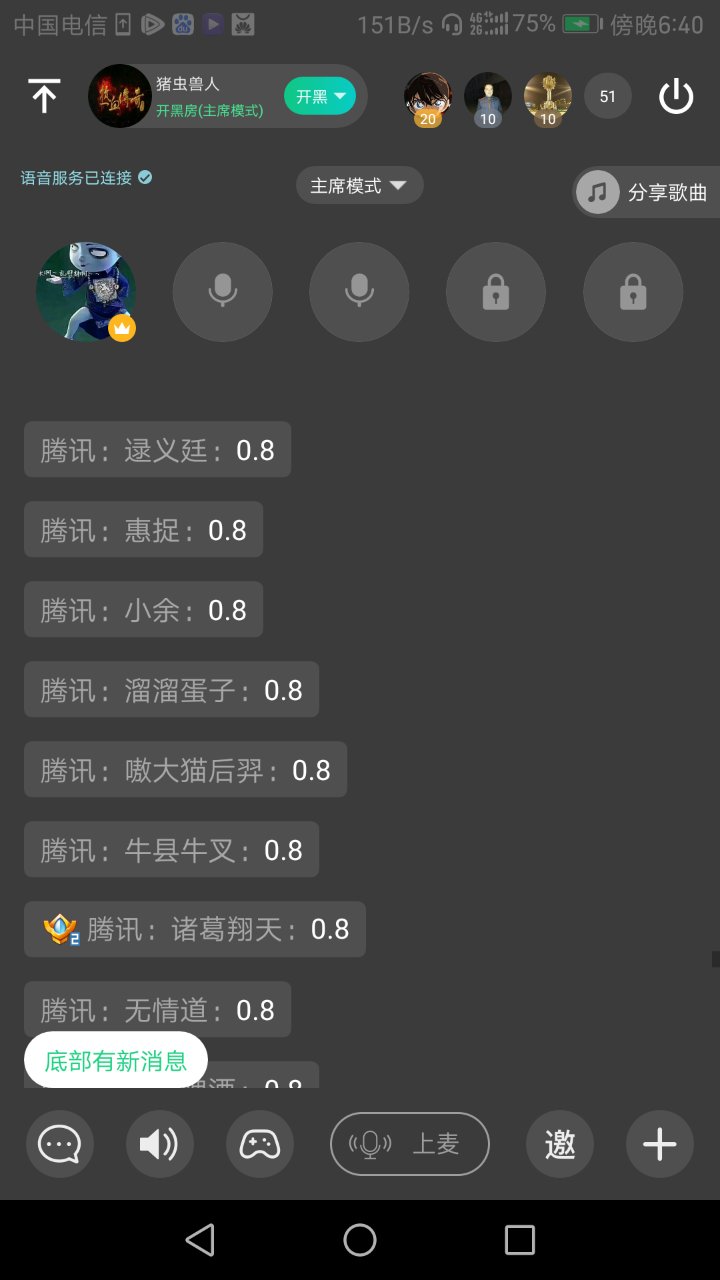 中国电信
151B/s
4G
2G
75%
傍晚6:40
猪虫兽人
开黑房(主席模式)
开黑
20
10
10
51
语音服务已连接
主席模式
分享歌曲
腾讯：逯义廷：0.8
腾讯：惠捉：0.8
腾讯：小余：0.8
腾讯：溜溜蛋子：0.8
腾讯：嗷大猫后羿：0.8
腾讯：牛县牛叉：0.8
2
腾讯：诸葛翔天：0.8
腾讯：无情道：0.8
底部有新消息
上麦
邀